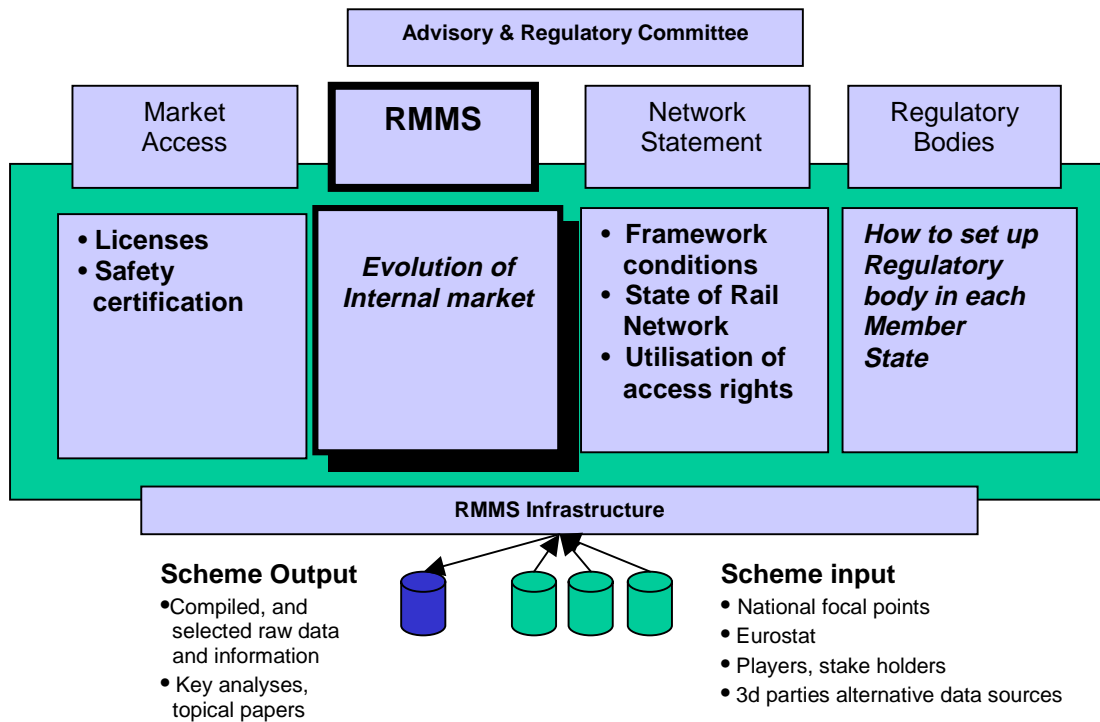 Advisory & Regulatory Committee
Market
Access
RMMS
Network
Statement
Regulatory
Bodies
• Licenses
• Safety
certification
Evolution of
Internal market
• Framework
conditions
• State of Rail
Network
• Utilisation of
access rights
How to set up
Regulatory
body in each
Member
State
RMMS Infrastructure
Scheme Output
•Compiled, and
selected raw data
and information
• Key analyses,
topical papers
Scheme input
• National focal points
• Eurostat
• Players, stake holders
• 3d parties alternative data sources